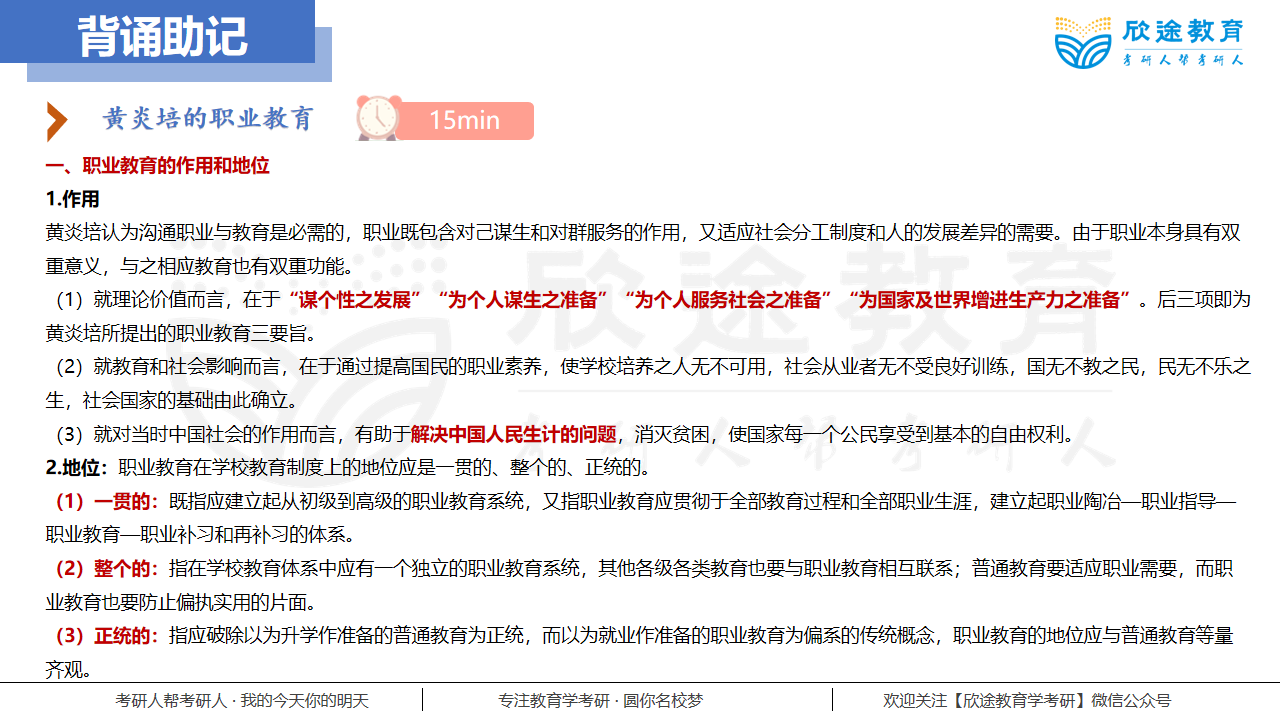 背诵助记
欣途教育
考研人帮考研人
黄炎培的职业教育
15min
一、职业教育的作用和地位
1.作用
黄炎培认为沟通职业与教育是必需的，职业既包含对己谋生和对群服务的作用，又适应社会分工制度和人的发展差异的需要。由于职业本身具有双
重意义，与之相应教育也有双重功能。
（1）就理论价值而言，在于“谋个性之发展”“为个人谋生之准备”“为个人服务社会之准备”“为国家及世界增进生产力之准备”。后三项即为
黄炎培所提出的职业教育三要旨。
（2）就教育和社会影响而言，在于通过提高国民的职业素养，使学校培养之人无不可用，社会从业者无不受良好训练，国无不教之民，民无不乐之
生，社会国家的基础由此确立。
（3）就对当时中国社会的作用而言，有助于解决中国人民生计的问题，消灭贫困，使国家每一个公民享受到基本的自由权利。
2.地位：职业教育在学校教育制度上的地位应是一贯的、整个的、正统的。
（1）一贯的：既指应建立起从初级到高级的职业教育系统，又指职业教育应贯彻于全部教育过程和全部职业生涯，建立起职业陶冶—职业指导—
职业教育—职业补习和再补习的体系。
（2）整个的：指在学校教育体系中应有一个独立的职业教育系统，其他各级各类教育也要与职业教育相互联系；普通教育要适应职业需要，而职
业教育也要防止偏执实用的片面。
（3）正统的：指应破除以为升学作准备的普通教育为正统，而以为就业作准备的职业教育为偏系的传统概念，职业教育的地位应与普通教育等量
齐观。
欣途教育
考研人帮考研人
考研人帮考研人 · 我的今天你的明天
专注教育学考研 · 圆你名校梦
欢迎关注【欣途教育学考研】微信公众号